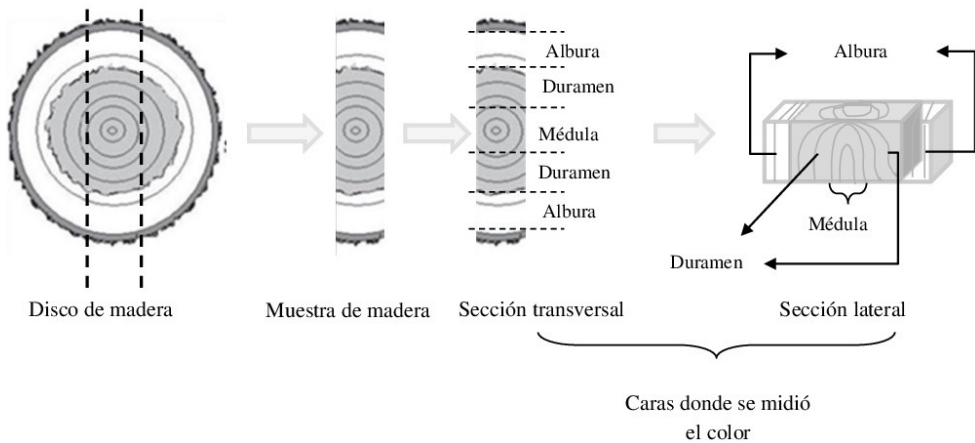 Albura
Duramen
Médula
Duramen
Albura
Albura
Médula
Duramen
Disco de madera
Muestra de madera
Sección transversal
Sección lateral
Caras donde se midió
el color